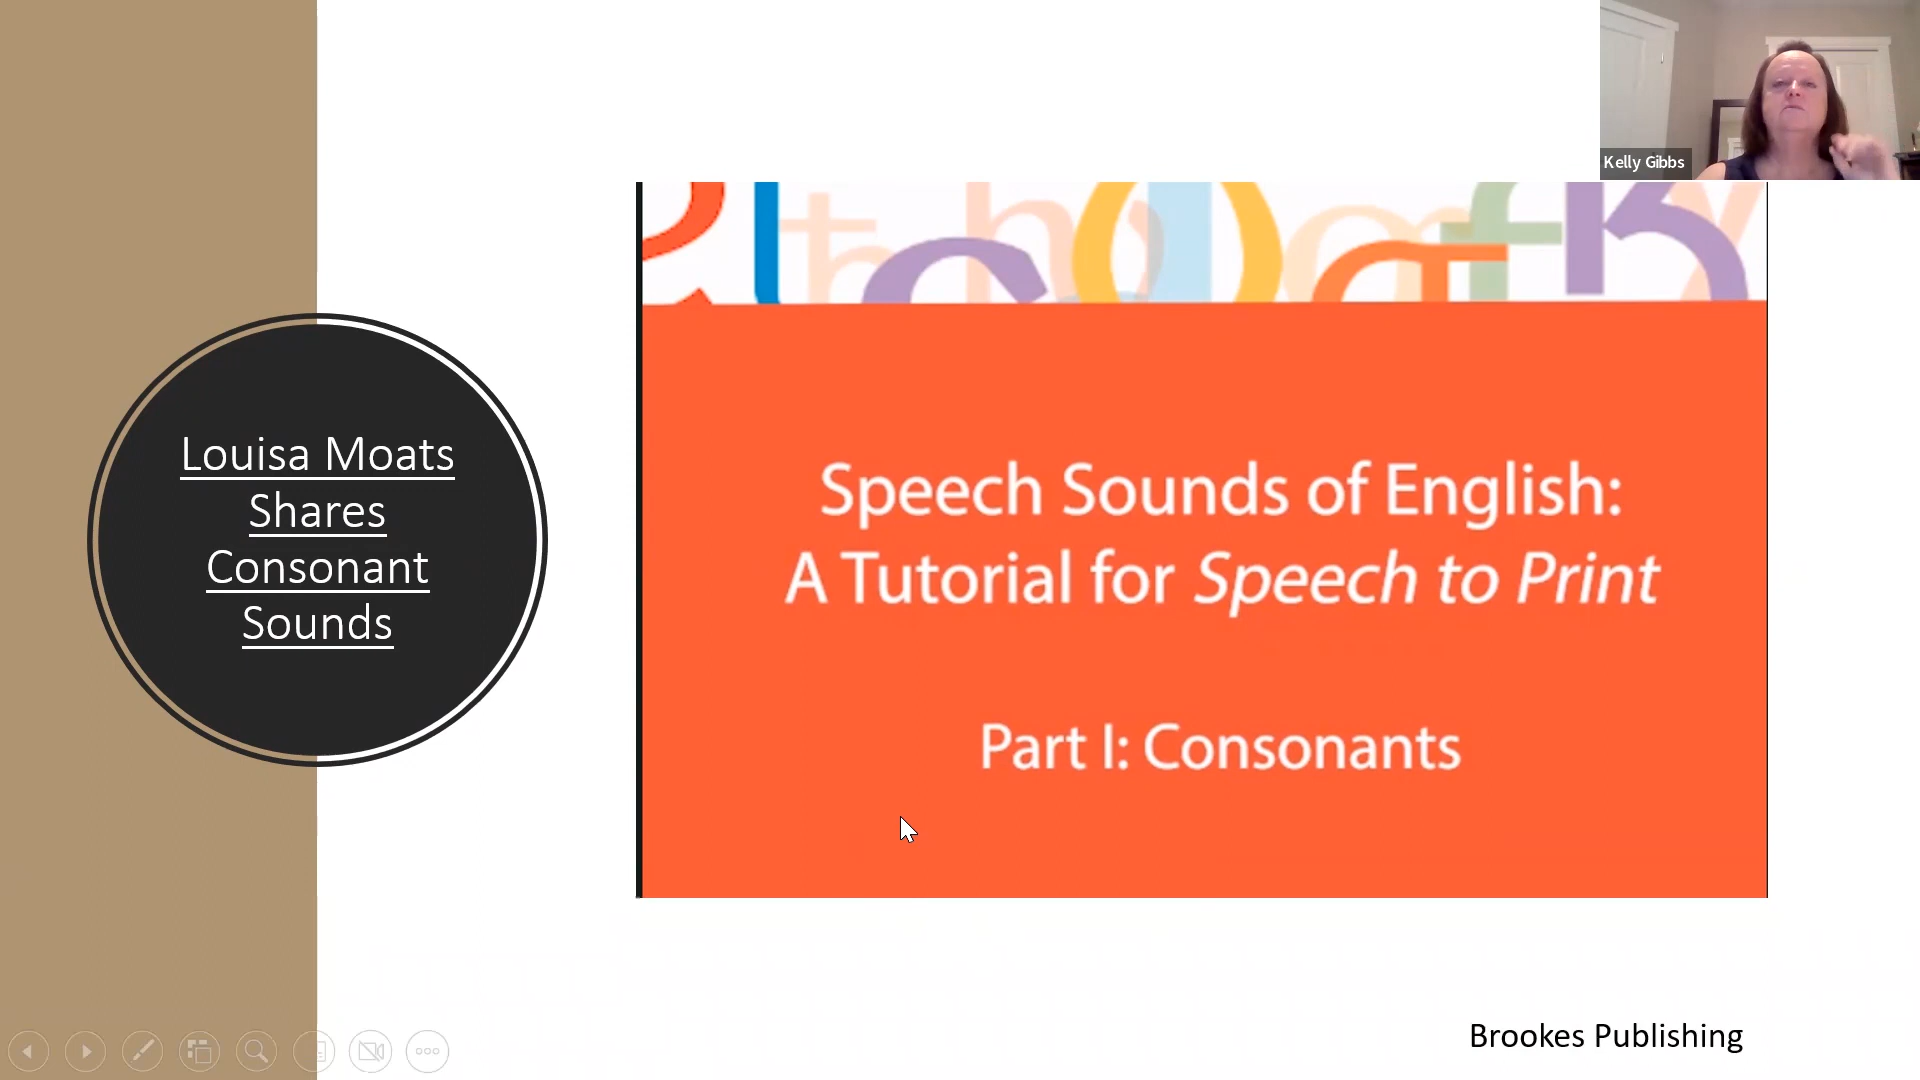 Louisa Moats
Shares
Consonant
Sounds
Speech Sounds of English:
A Tutorial for Speech to Print
Part I: Consonants
Kelly Gibbs
Brookes Publishing